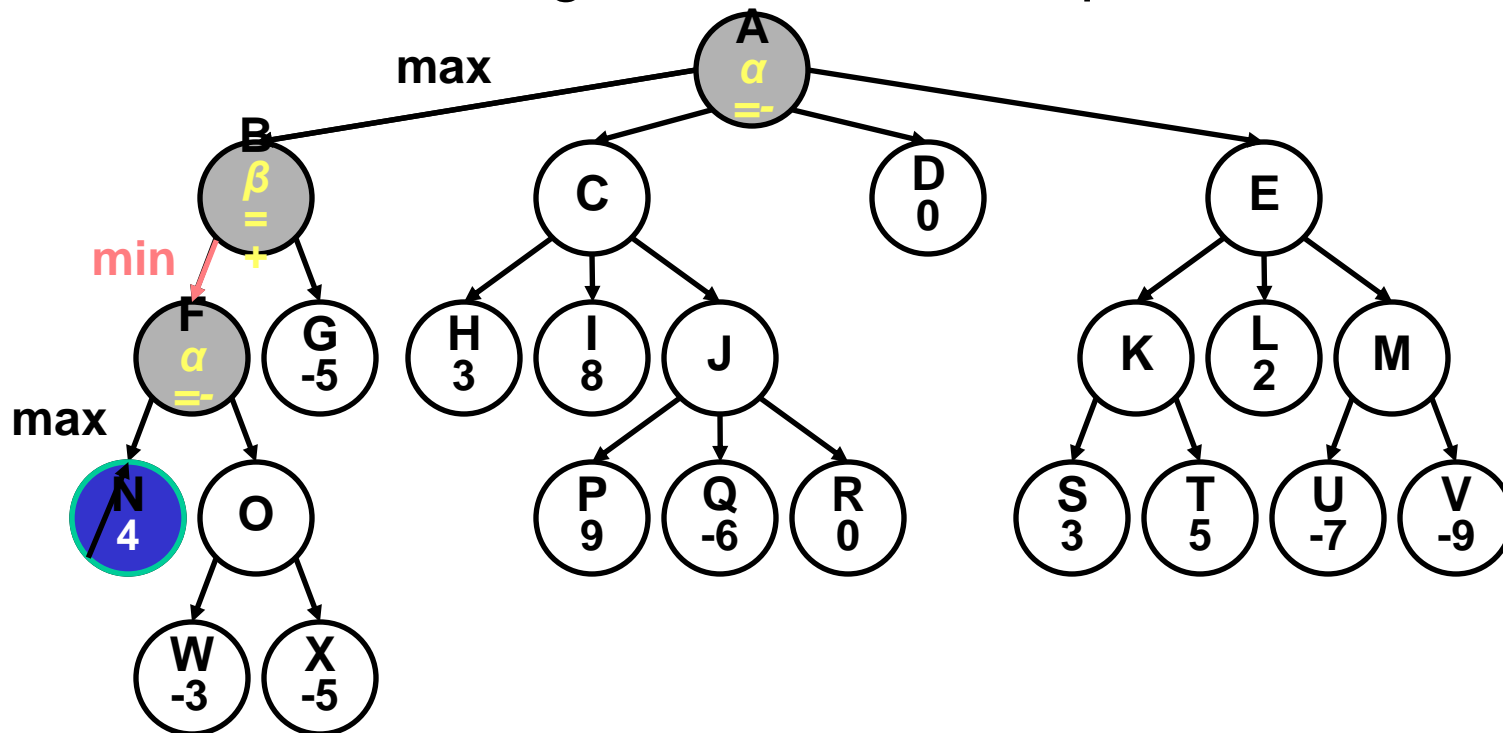 A
α
=-
max
B
β
=
+
C
D
0
E
min
F
α
=-
G
-5
H
3
I
8
J
K
L
2
M
max
N
4
O
P
9
Q
-6
R
0
S
3
T
5
U
-7
V
-9
W
-3
X
-5